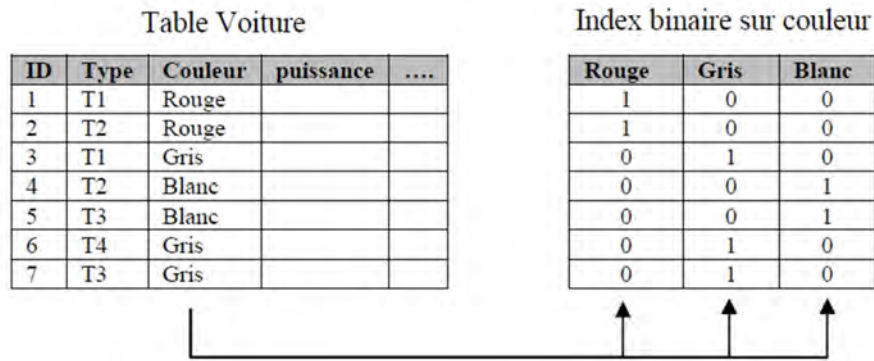 Table Voiture
ID Type Couleur puissance ....
1 T1 Rouge
2 T2 Rouge
3 T1 Gris
4 T2 Blanc
5 T3 Blanc
6 T4 Gris
7 T3 Gris
Index binaire sur couleur
Rouge Gris Blanc
1 0 0
1 0 0
0 1 0
0 0 1
0 0 1
0 1 0
0 1 0